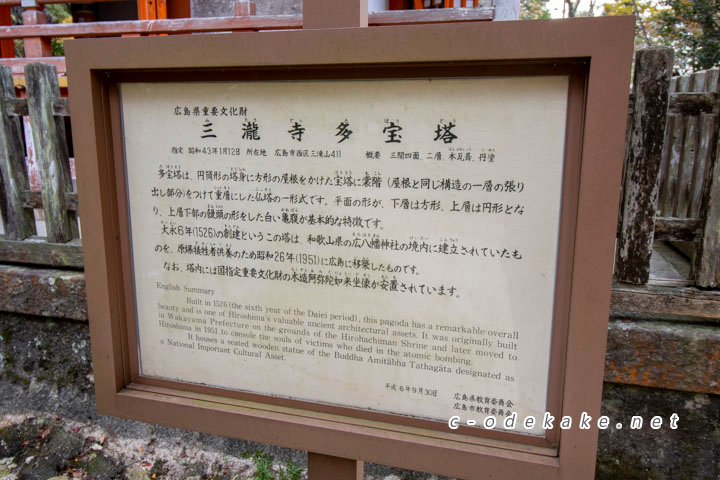 広島県重要文化財
三瀧寺多宝塔
指定 昭和43年1月12日 所在地 広島市西区三滝山411 概要 三間四面、二層、本瓦葺、丹塗
多宝塔は、円筒形の塔身に方形の屋根をかけた宝塔に裳階(屋根と同じ構造の一層の張り
出し部分)をつけて重層にした仏塔の一形式です。平面の形が、下層は方形、上層は円形とな
り、上層下部の饅頭の形をした白い亀腹が基本的な特徴です。
大永6年(1526)の創建というこの塔は、和歌山県の広八幡神社の境内に建立されていたも
のを、原爆犠牲者供養のため昭和26年(1951)に広島に移築したものです。
なお、塔内には国指定重要文化財の木造阿弥陀如来坐像が安置されています。
English Summary
Built in 1526 (the sixth year of the Daiei period), this pagoda has a remarkable overall
beauty and is one of Hiroshima's valuable ancient architectural assets. It was originally built
in Wakayama Prefecture on the grounds of the Hirohachiman Shrine and later moved to
Hiroshima in 1951 to console the souls of victims who died in the atomic bombing.
It houses a seated wooden statue of the Buddha Amitābha Tathagāta designated as
a National Important Cultural Asset.
平成6年9月30日
広島県教育委員会
広島市教育委員会
c-odekake.net